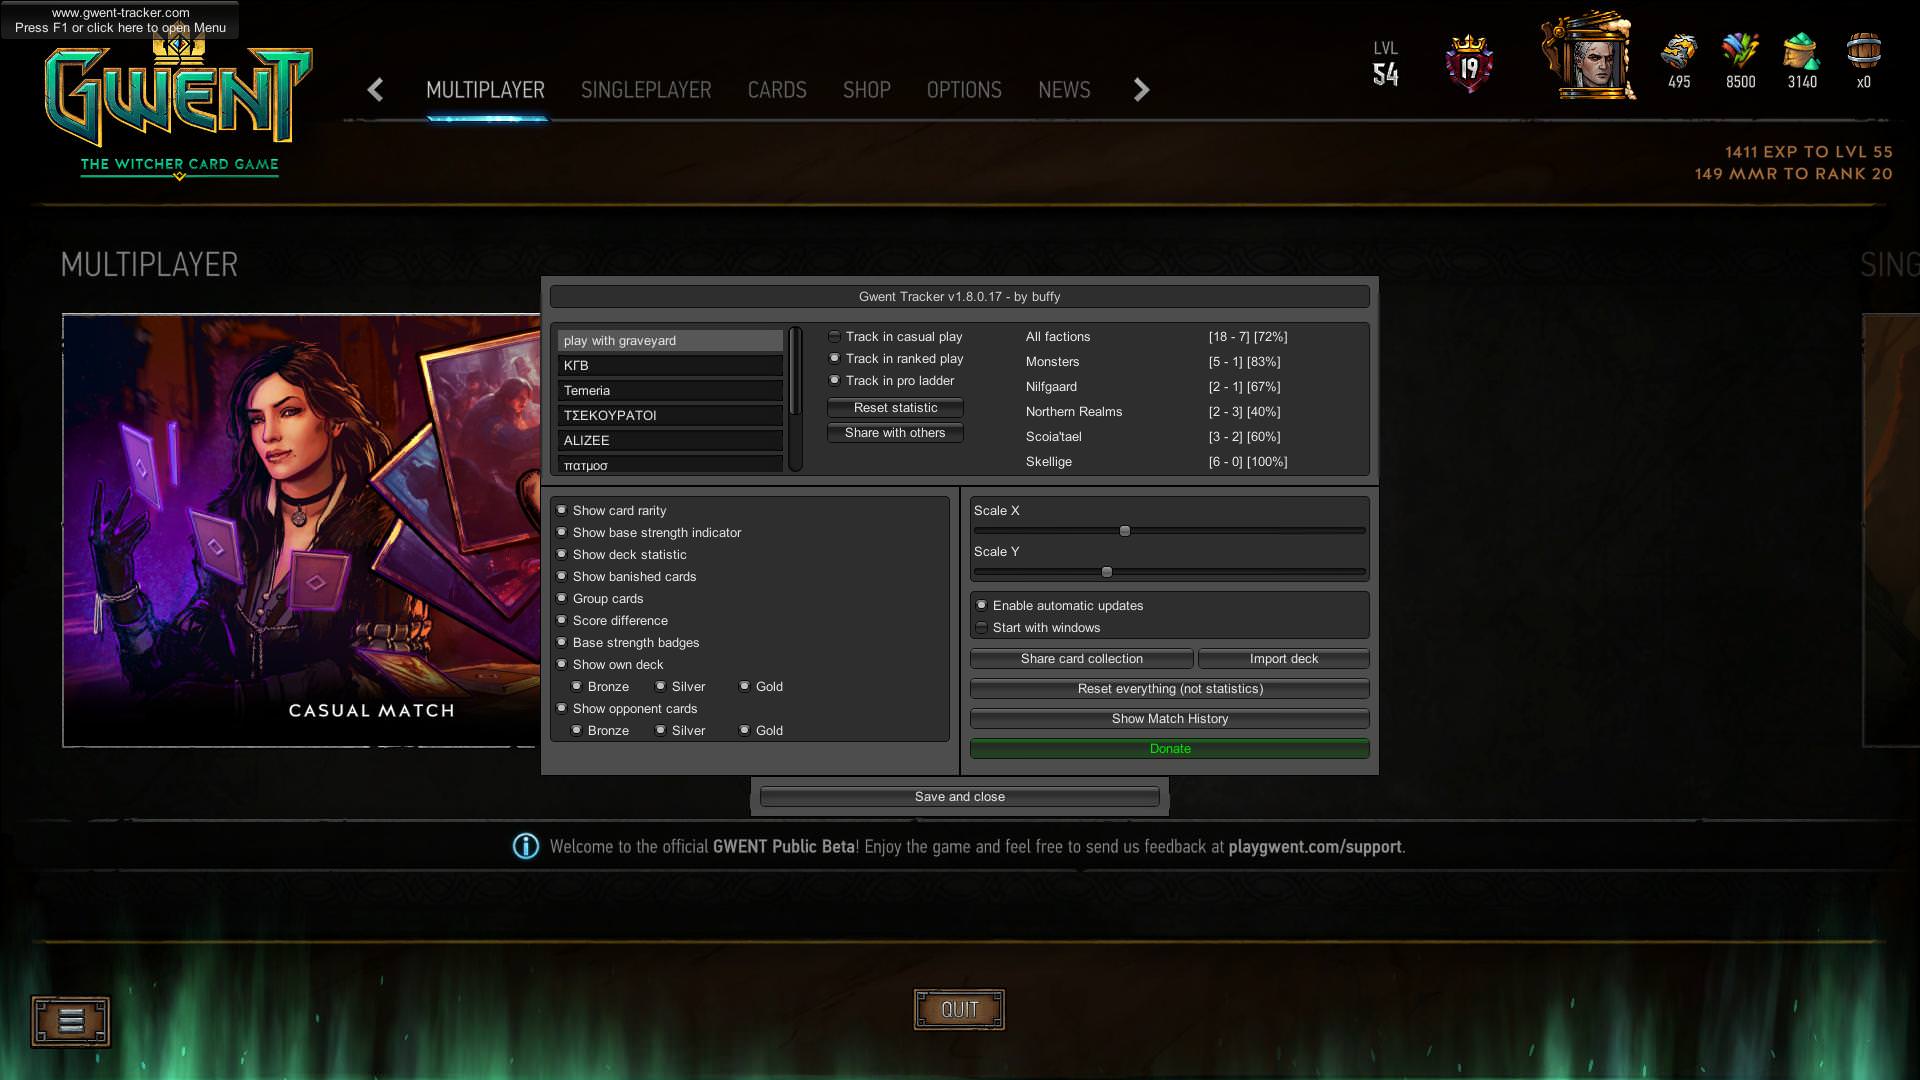 www.gwent-tracker.com
Press F1 or click here to open Menu
GWENT
THE WITCHER CARD GAME
MULTIPLAYER SINGLEPLAYER CARDS SHOP OPTIONS NEWS
LVL
54
19
495 8500 3140 x0
1411 EXP TO LVL 55
149 MMR TO RANK 20
MULTIPLAYER
SING
CASUAL MATCH
Gwent Tracker v1.8.0.17 - by buffy
play with graveyard
ΚΓΒ
Temeria
ΤΣΕΚΟΥΡΑΤΟΙ
ALIZEE
πατμοσ
Track in casual play
Track in ranked play
Track in pro ladder
Reset statistic
Share with others
All factions [18 - 7] [72%]
Monsters [5 - 1] [83%]
Nilfgaard [2 - 1] [67%]
Northern Realms [2 - 3] [40%]
Scoia'tael [3 - 2] [60%]
Skellige [6 - 0] [100%]
Show card rarity
Show base strength indicator
Show deck statistic
Show banished cards
Group cards
Score difference
Base strength badges
Show own deck
Bronze Silver Gold
Show opponent cards
Bronze Silver Gold
Scale X
Scale Y
Enable automatic updates
Start with windows
Share card collection Import deck
Reset everything (not statistics)
Show Match History
Donate
Save and close
Welcome to the official GWENT Public Beta! Enjoy the game and feel free to send us feedback at playgwent.com/support.
QUIT